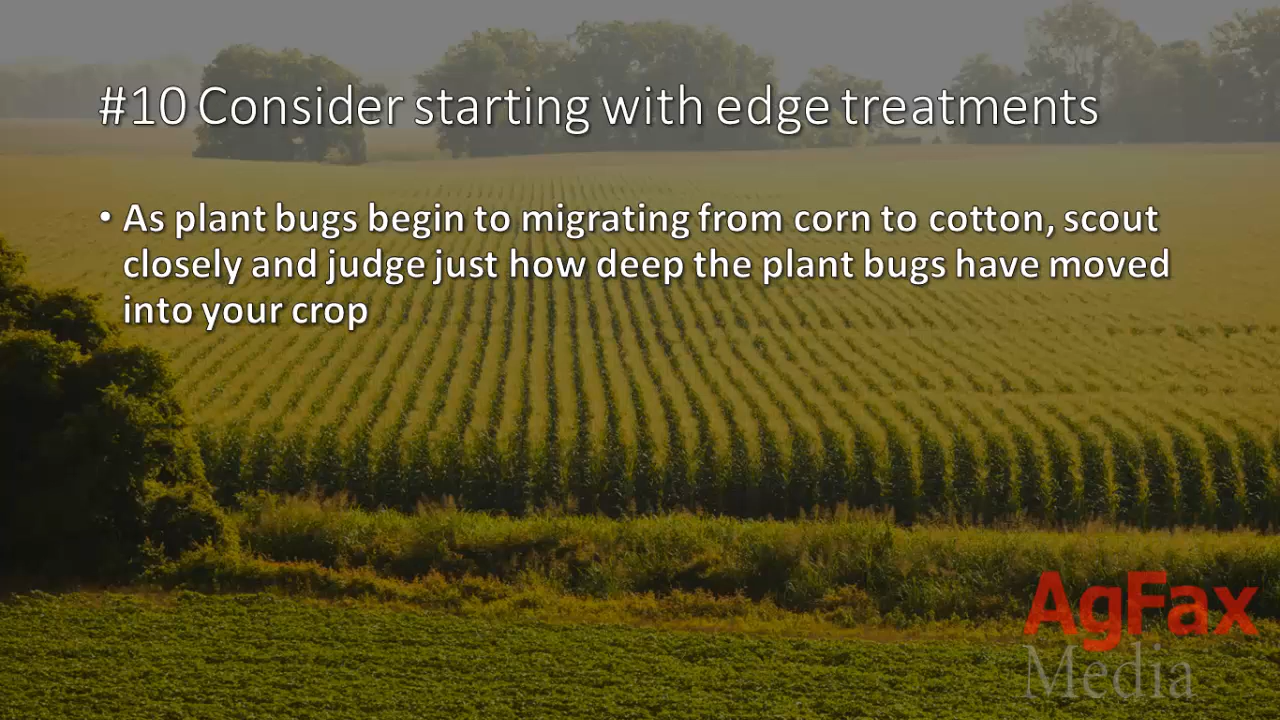 #10 Consider starting with edge treatments
• As plant bugs begin to migrating from corn to cotton, scout
closely and judge just how deep the plant bugs have moved
into your crop
AgFax
Media